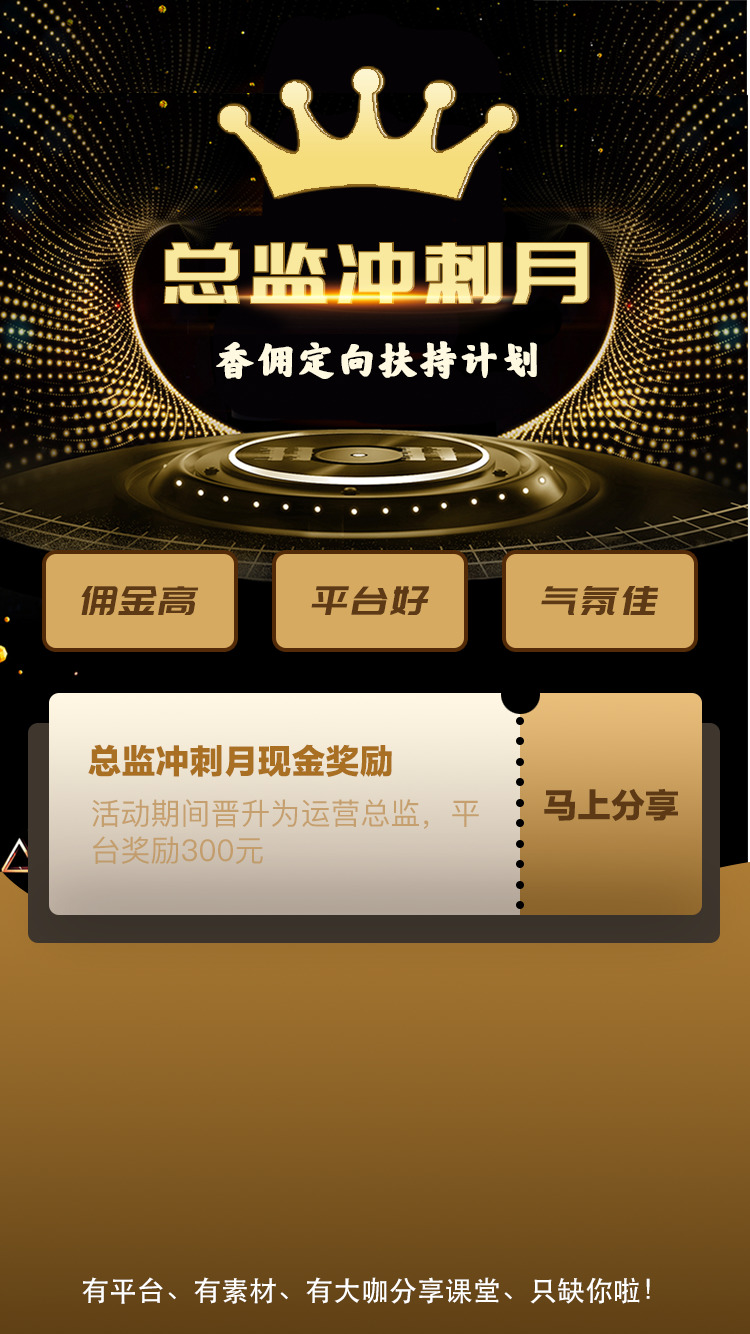 总监冲刺月
香佣定向扶持计划
佣金高
平台好
气氛佳
总监冲刺月现金奖励
活动期间晋升为运营总监，平
台奖励300元
马上分享
有平台、有素材、有大咖分享课堂、只缺你啦！